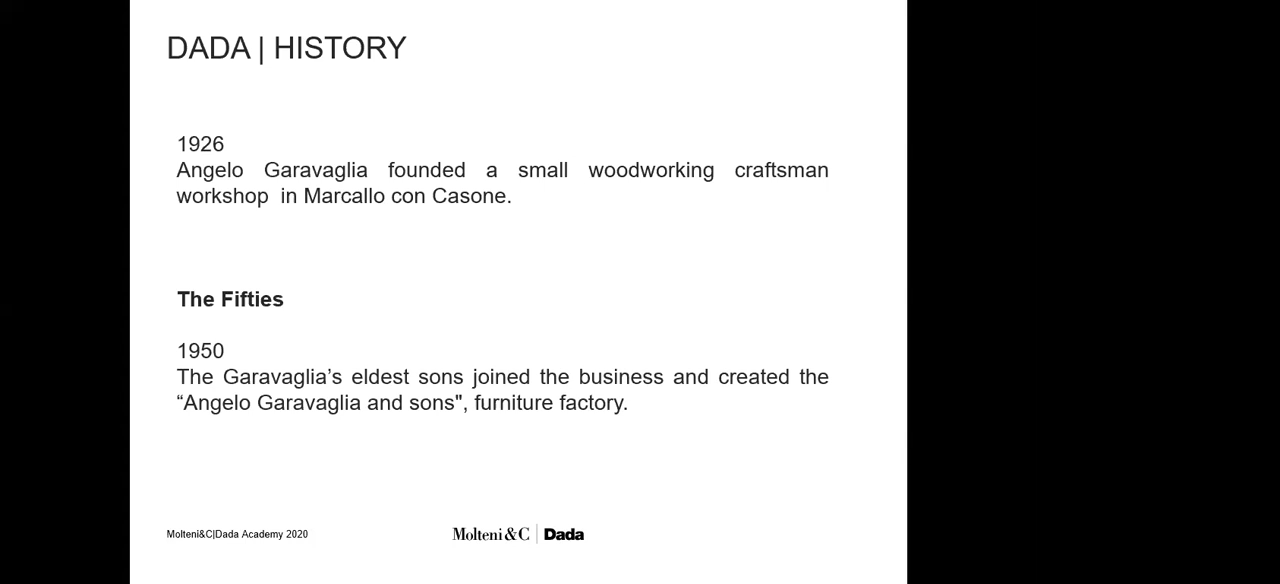 DADA | HISTORY
1926
Angelo Garavaglia founded a small woodworking craftsman
workshop  in Marcallo con Casone.
The Fifties
1950
The Garavaglia’s eldest sons joined the business and created the
“Angelo Garavaglia and sons", furniture factory.
Molteni&C|Dada Academy 2020
Molteni&C | Dada